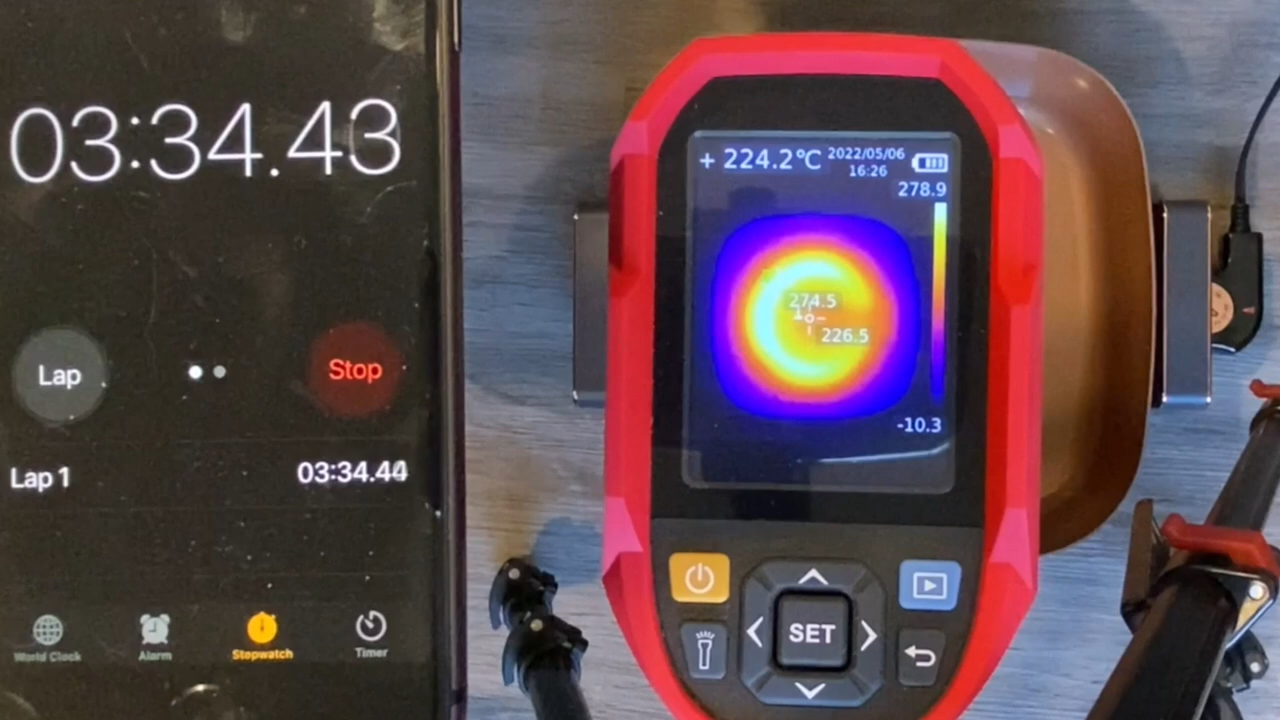 03:34.43
Lap
Stop
Lap 1
03:34.44
World Clock
Alarm
Stopwatch
Timer
+ 224.2℃
2022/05/06
16:26
278.9
274.5
226.5
-10.3
SET